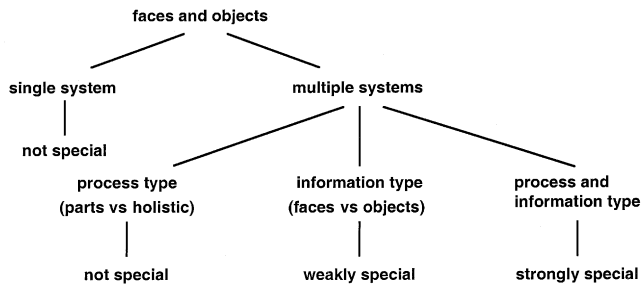 faces and objects
single system
multiple systems
not special
process type
(parts vs holistic)
information type
(faces vs objects)
process and
information type
not special
weakly special
strongly special